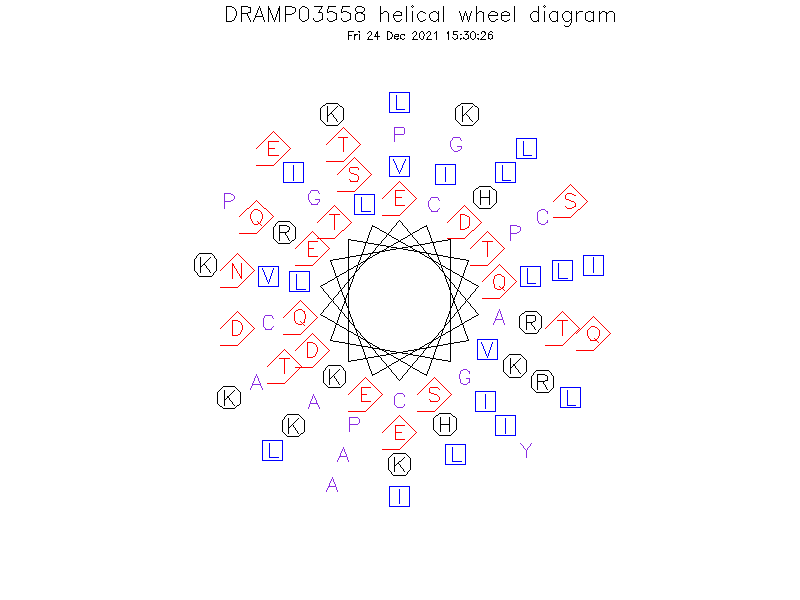 DRAMP03558 helical wheel diagram
Fri 24 Dec 2021 15:30:26
L
K K
P
E T G L
I S V I L
P G L E C H S
Q T D C
R E T P
K N V L Q L L I
D C Q A R T Q
T D V K
A K G R
K A E C S I L
K P E H I
L A K L Y
A I